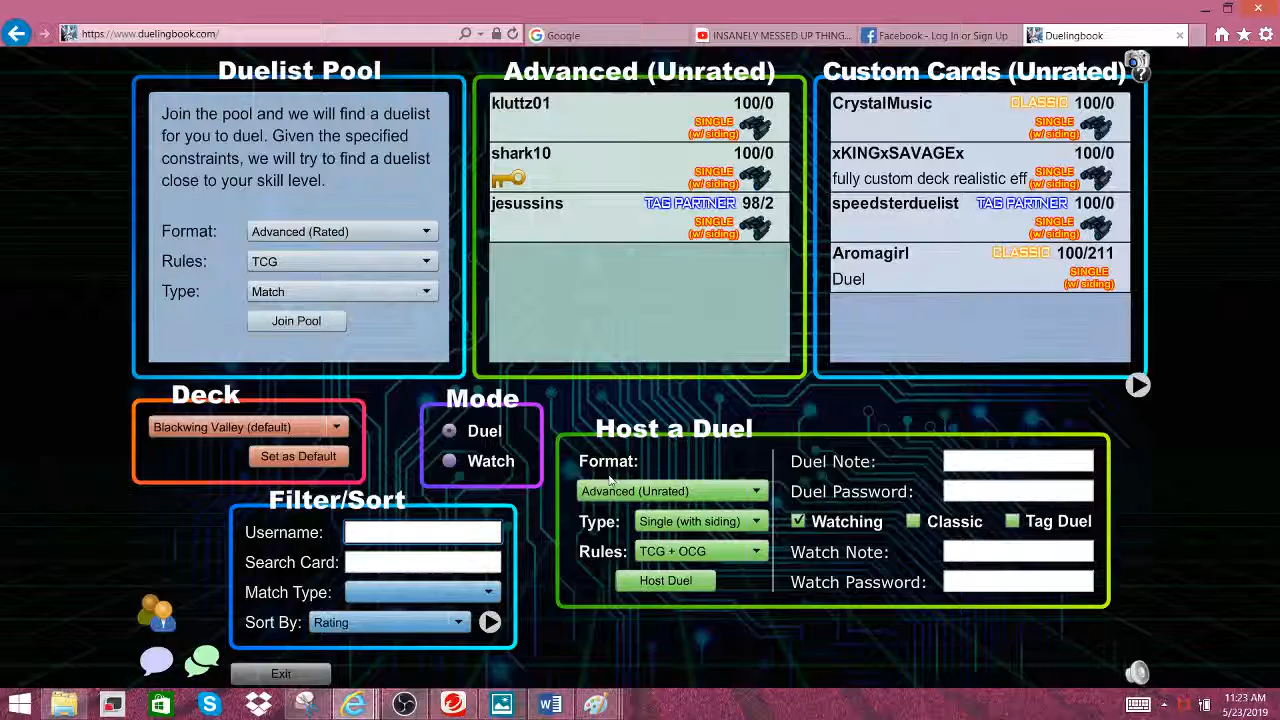 https://www.duelingbook.com/
Google
INSANELY MESSED UP THING...
Facebook - Log In or Sign Up
Duelingbook
Duelist Pool
Join the pool and we will find a duelist
for you to duel. Given the specified
constraints, we will try to find a duelist
close to your skill level.
Format: Advanced (Rated)
Rules: TCG
Type: Match
Join Pool
Advanced (Unrated)
kluttz01 100/0
SINGLE
(w/ siding)
shark10 100/0
SINGLE
(w/ siding)
jesussins TAG PARTNER 98/2
SINGLE
(w/ siding)
Custom Cards (Unrated)
?
CrystalMusic CLASSIC 100/0
SINGLE
(w/ siding)
xKINGxSAVAGEx 100/0
fully custom deck realistic eff SINGLE
(w/ siding)
speedsterduelist TAG PARTNER 100/0
SINGLE
(w/ siding)
Aromagirl CLASSIC 100/211
Duel SINGLE
(w/ siding)
Deck
Blackwing Valley (default)
Set as Default
Mode
Duel
Watch
Filter/Sort
Username:
Search Card:
Match Type:
Sort By: Rating
Host a Duel
Format:
Advanced (Unrated)
Type: Single (with siding)
Rules: TCG + OCG
Host Duel
Duel Note:
Duel Password:
Watching Classic Tag Duel
Watch Note:
Watch Password:
Exit
11:23 AM
5/23/2019